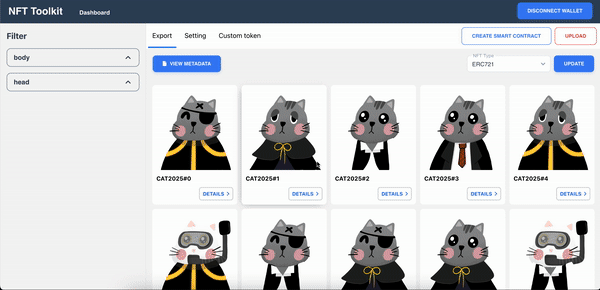 NFT Toolkit
Dashboard
DISCONNECT WALLET
Filter
body
head
Export
Setting
Custom token
CREATE SMART CONTRACT
UPLOAD
VIEW METADATA
NFT Type
ERC721
UPDATE
CAT2025#0
DETAILS
CAT2025#1
DETAILS
CAT2025#2
DETAILS
CAT2025#3
DETAILS
CAT2025#4
DETAILS